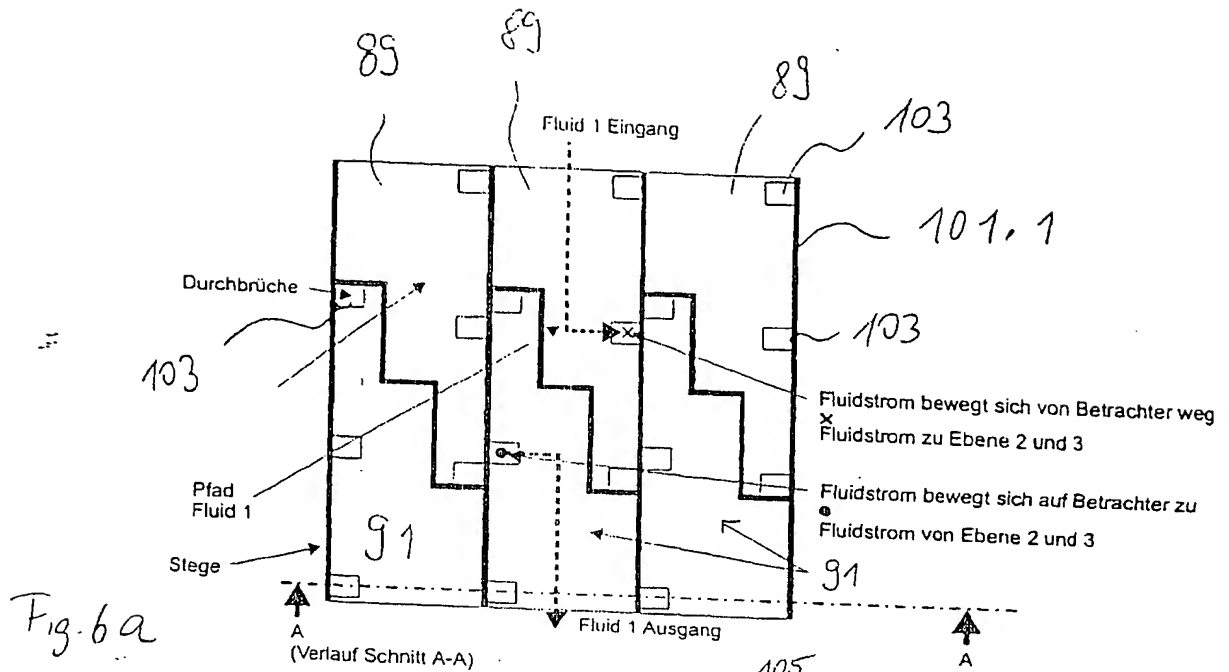 89
89
89
103
Fluid 1 Eingang
101.1
Durchbrüche
103
103
Fluidstrom bewegt sich von Betrachter weg
×
Fluidstrom zu Ebene 2 und 3
Pfad
Fluid 1
Fluidstrom bewegt sich auf Betrachter zu
Fluidstrom von Ebene 2 und 3
91
91
Stege
Fig. 6a
A
(Verlauf Schnitt A-A)
Fluid 1 Ausgang
105
A